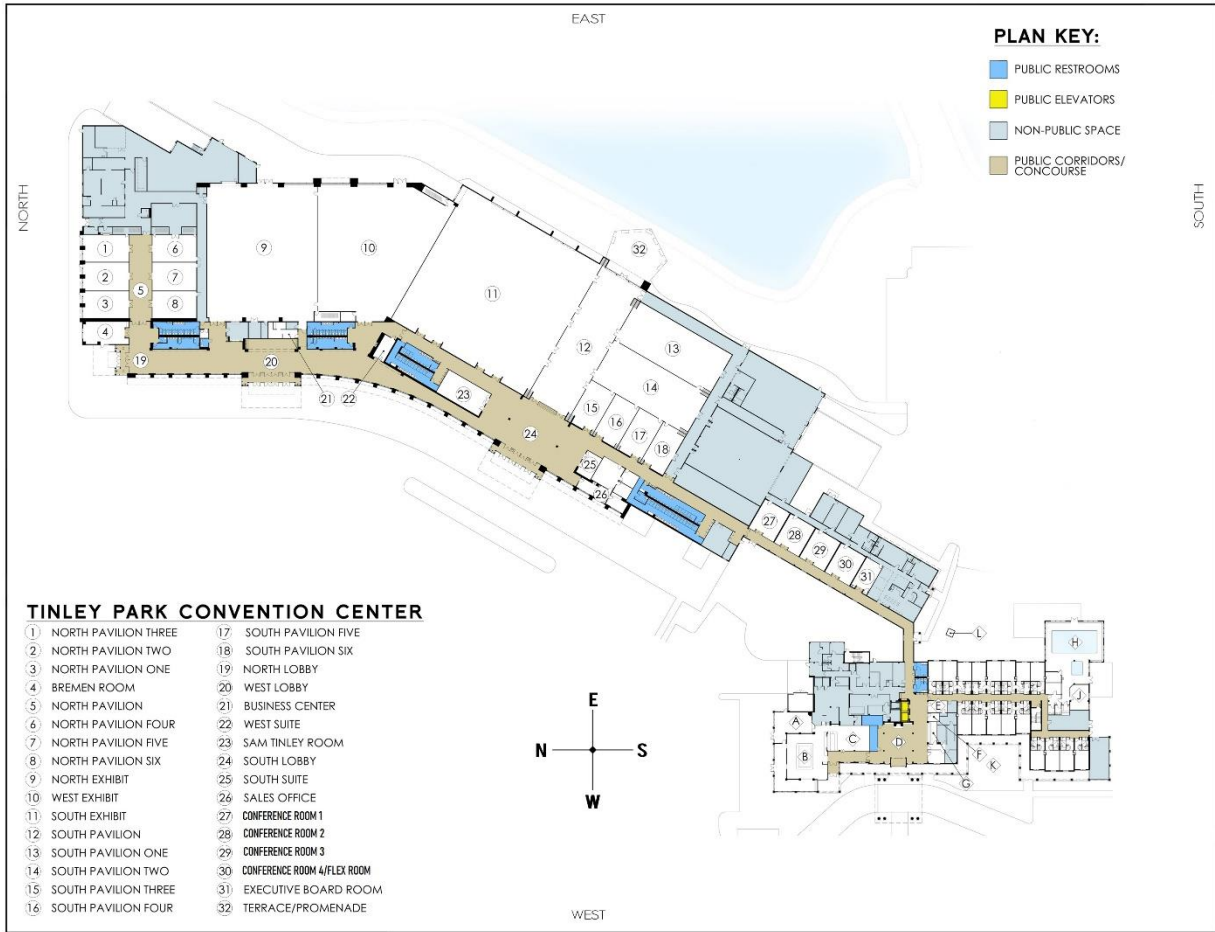 EAST
PLAN KEY:
PUBLIC RESTROOMS
PUBLIC ELEVATORS
NON-PUBLIC SPACE
PUBLIC CORRIDORS/
CONCOURSE
NORTH
SOUTH
32
1
6
9
10
2
7
5
11
3
8
4
12
13
19
20
14
21
22
23
15
16
17
24
18
25
26
27
28
29
30
31
L
H
A
E
J
C
D
B
F
K
G
TINLEY PARK CONVENTION CENTER
1 NORTH PAVILION THREE
2 NORTH PAVILION TWO
3 NORTH PAVILION ONE
4 BREMEN ROOM
5 NORTH PAVILION
6 NORTH PAVILION FOUR
7 NORTH PAVILION FIVE
8 NORTH PAVILION SIX
9 NORTH EXHIBIT
10 WEST EXHIBIT
11 SOUTH EXHIBIT
12 SOUTH PAVILION
13 SOUTH PAVILION ONE
14 SOUTH PAVILION TWO
15 SOUTH PAVILION THREE
16 SOUTH PAVILION FOUR
17 SOUTH PAVILION FIVE
18 SOUTH PAVILION SIX
19 NORTH LOBBY
20 WEST LOBBY
21 BUSINESS CENTER
22 WEST SUITE
23 SAM TINLEY ROOM
24 SOUTH LOBBY
25 SOUTH SUITE
26 SALES OFFICE
27 CONFERENCE ROOM 1
28 CONFERENCE ROOM 2
29 CONFERENCE ROOM 3
30 CONFERENCE ROOM 4/FLEX ROOM
31 EXECUTIVE BOARD ROOM
32 TERRACE/PROMENADE
E
N S
W
WEST